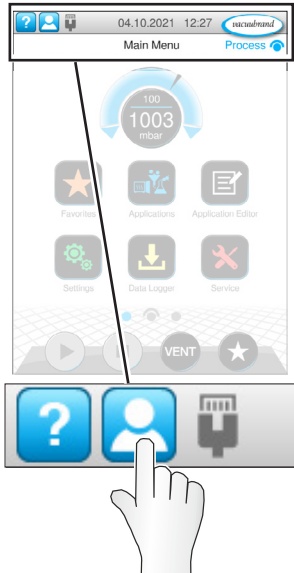 ? 04.10.2021 12:27 vacuubrand
Main Menu Process
100
1003
mbar
Favorites Applications Application Editor
Settings Data Logger Service
VENT
?